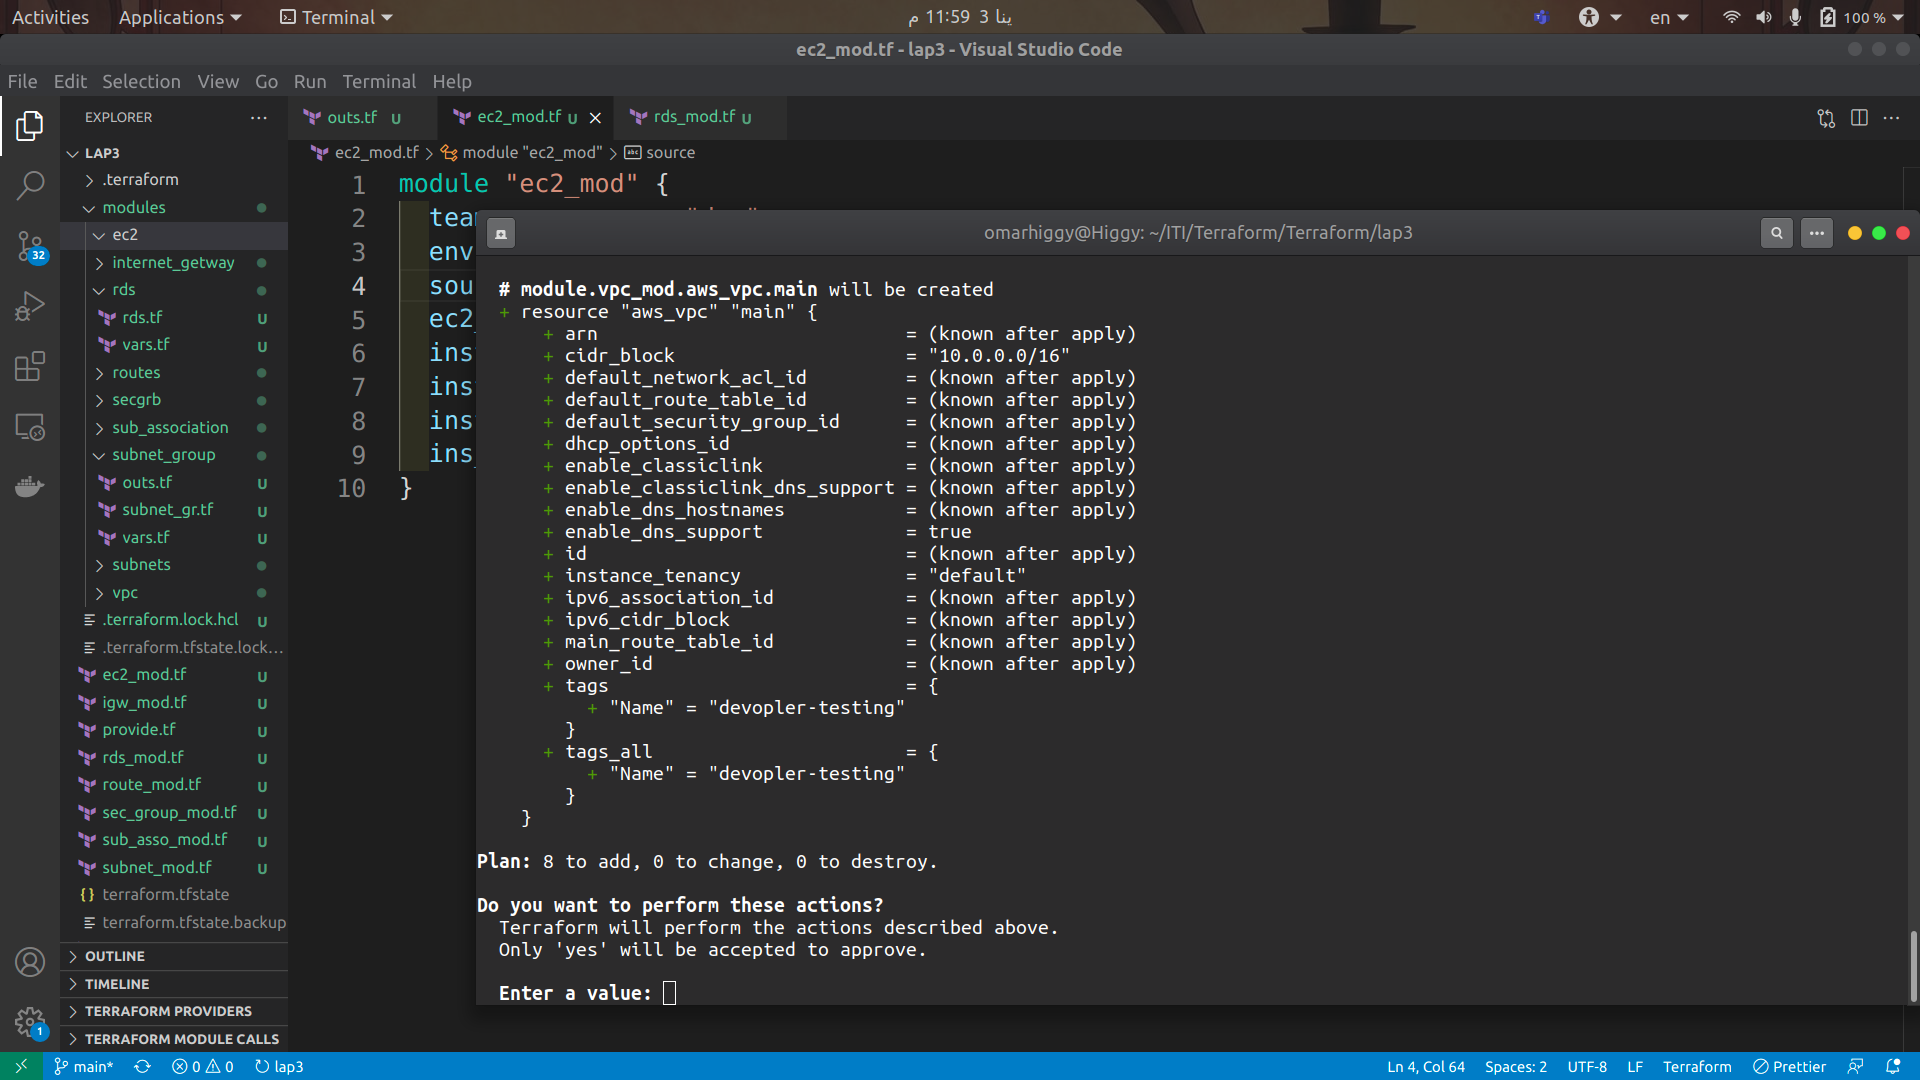 Activities
Applications
Terminal
3 ينا 11:59 م
en
100 %
ec2_mod.tf - lap3 - Visual Studio Code
File Edit Selection View Go Run Terminal Help
EXPLORER
LAP3
.terraform
modules
ec2
internet_getway
rds
rds.tf U
vars.tf U
routes
secgrb
sub_association
subnet_group
outs.tf U
subnet_gr.tf U
vars.tf U
subnets
vpc
.terraform.lock.hcl U
.terraform.tfstate.lock...
ec2_mod.tf U
igw_mod.tf U
provide.tf U
rds_mod.tf U
route_mod.tf U
sec_group_mod.tf U
sub_asso_mod.tf U
subnet_mod.tf U
terraform.tfstate
terraform.tfstate.backup
OUTLINE
TIMELINE
TERRAFORM PROVIDERS
TERRAFORM MODULE CALLS
32
1
outs.tf U
ec2_mod.tf U
rds_mod.tf U
ec2_mod.tf > module "ec2_mod" > abc source
1 module "ec2_mod" {
2 tea
3 env
4 sou
5 ec2_
6 ins
7 ins
8 ins
9 ins_
10 }
omarhiggy@Higgy: ~/ITI/Terraform/Terraform/lap3
# module.vpc_mod.aws_vpc.main will be created
+ resource "aws_vpc" "main" {
+ arn = (known after apply)
+ cidr_block = "10.0.0.0/16"
+ default_network_acl_id = (known after apply)
+ default_route_table_id = (known after apply)
+ default_security_group_id = (known after apply)
+ dhcp_options_id = (known after apply)
+ enable_classiclink = (known after apply)
+ enable_classiclink_dns_support = (known after apply)
+ enable_dns_hostnames = (known after apply)
+ enable_dns_support = true
+ id = (known after apply)
+ instance_tenancy = "default"
+ ipv6_association_id = (known after apply)
+ ipv6_cidr_block = (known after apply)
+ main_route_table_id = (known after apply)
+ owner_id = (known after apply)
+ tags = {
+ "Name" = "devopler-testing"
}
+ tags_all = {
+ "Name" = "devopler-testing"
}
}
Plan: 8 to add, 0 to change, 0 to destroy.
Do you want to perform these actions?
Terraform will perform the actions described above.
Only 'yes' will be accepted to approve.
Enter a value:
main* 0 0 lap3
Ln 4, Col 64 Spaces: 2 UTF-8 LF Terraform Prettier